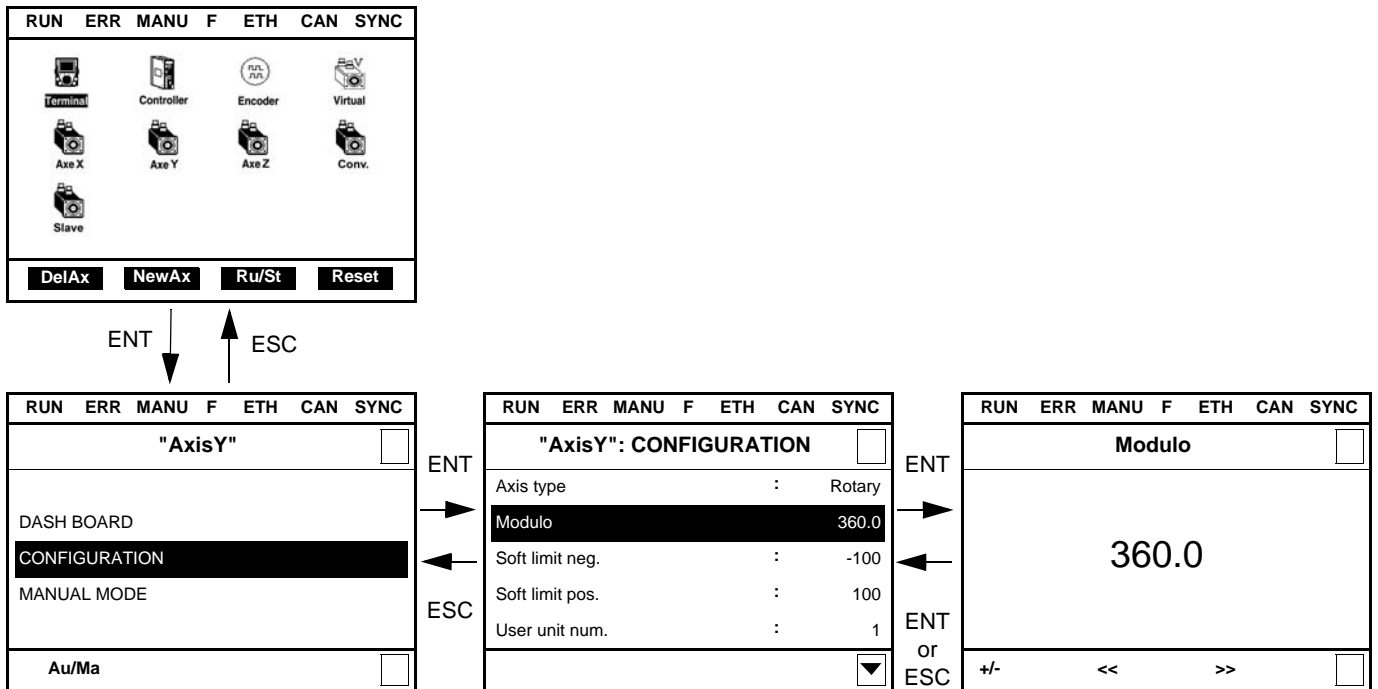 RUN ERR MANU F ETH CAN SYNC
Terminal Controller Encoder Virtual
Axe X Axe Y Axe Z Conv.
Slave
DelAx NewAx Ru/St Reset
ENT ESC
RUN ERR MANU F ETH CAN SYNC
"AxisY"
DASH BOARD
CONFIGURATION
MANUAL MODE
Au/Ma
ENT
ESC
RUN ERR MANU F ETH CAN SYNC
"AxisY": CONFIGURATION
Axis type : Rotary
Modulo 360.0
Soft limit neg. : -100
Soft limit pos. : 100
User unit num. : 1
ENT
ENT
or
ESC
RUN ERR MANU F ETH CAN SYNC
Modulo
360.0
+/- << >>